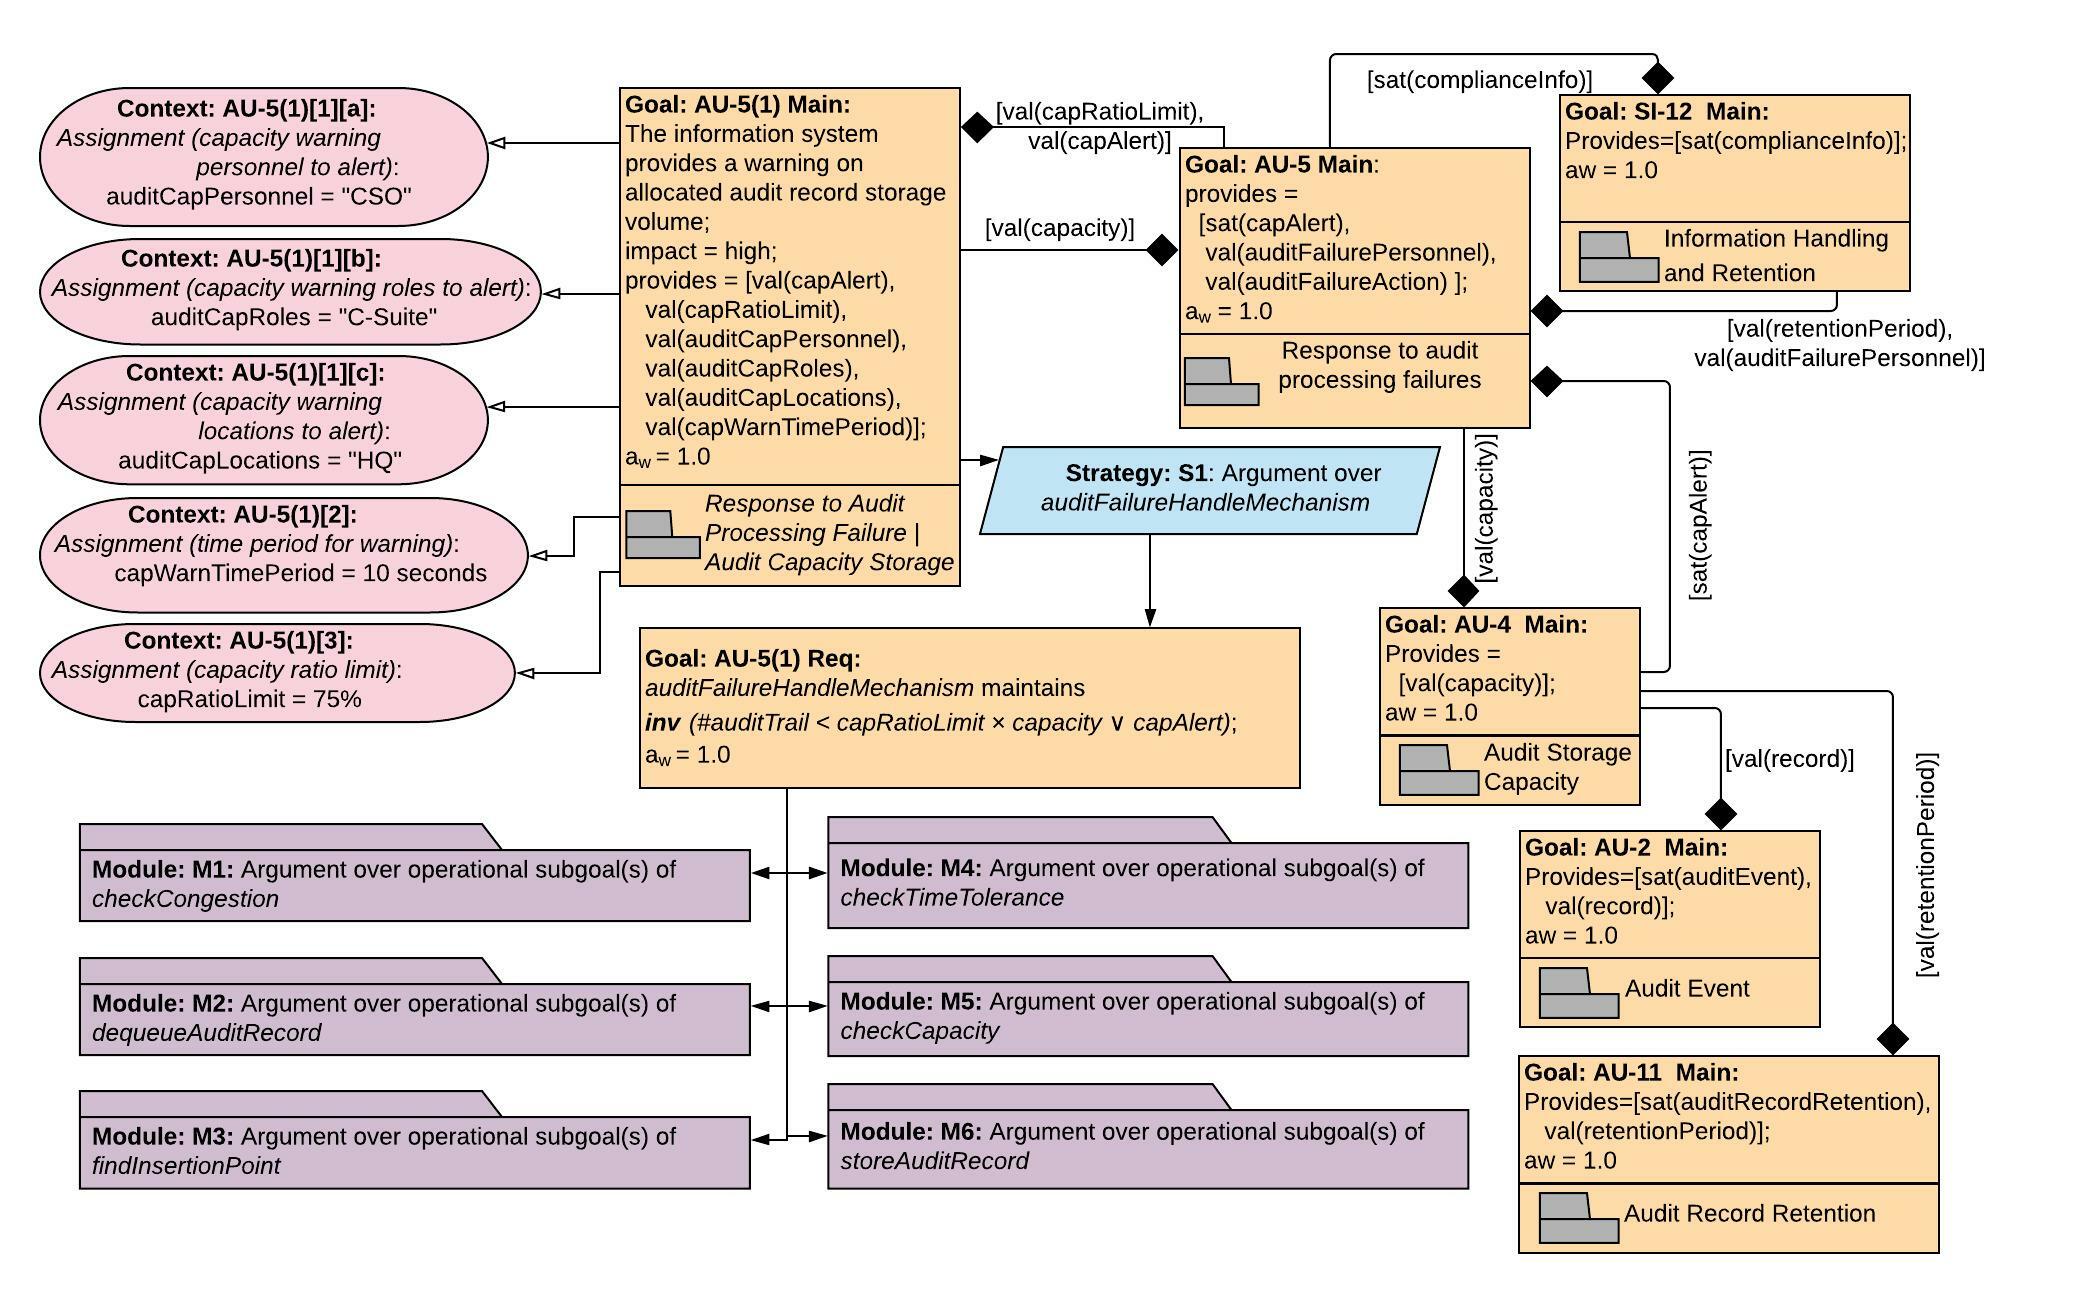 Context: AU-5(1)[1][a]:
Assignment (capacity warning
personnel to alert):
auditCapPersonnel = "CSO"
Context: AU-5(1)[1][b]:
Assignment (capacity warning roles to alert):
auditCapRoles = "C-Suite"
Context: AU-5(1)[1][c]:
Assignment (capacity warning
locations to alert):
auditCapLocations = "HQ"
Context: AU-5(1)[2]:
Assignment (time period for warning):
capWarnTimePeriod = 10 seconds
Context: AU-5(1)[3]:
Assignment (capacity ratio limit):
capRatioLimit = 75%
Goal: AU-5(1) Main:
The information system
provides a warning on
allocated audit record storage
volume;
impact = high;
provides = [val(capAlert),
val(capRatioLimit),
val(auditCapPersonnel),
val(auditCapRoles),
val(auditCapLocations),
val(capWarnTimePeriod)];
aw = 1.0
Response to Audit
Processing Failure |
Audit Capacity Storage
[val(capRatioLimit),
val(capAlert)]
[val(capacity)]
Goal: AU-5 Main:
provides =
[sat(capAlert),
val(auditFailurePersonnel),
val(auditFailureAction) ];
aw = 1.0
Response to audit
processing failures
[sat(complianceInfo)]
Goal: SI-12 Main:
Provides=[sat(complianceInfo)];
aw = 1.0
Information Handling
and Retention
[val(retentionPeriod),
val(auditFailurePersonnel)]
Strategy: S1: Argument over
auditFailureHandleMechanism
[val(capacity)]
[sat(capAlert)]
Goal: AU-5(1) Req:
auditFailureHandleMechanism maintains
inv (#auditTrail < capRatioLimit × capacity ∨ capAlert);
aw = 1.0
Goal: AU-4 Main:
Provides =
[val(capacity)];
aw = 1.0
Audit Storage
Capacity
[val(record)]
[val(retentionPeriod)]
Goal: AU-2 Main:
Provides=[sat(auditEvent),
val(record)];
aw = 1.0
Audit Event
Goal: AU-11 Main:
Provides=[sat(auditRecordRetention),
val(retentionPeriod)];
aw = 1.0
Audit Record Retention
Module: M1: Argument over operational subgoal(s) of
checkCongestion
Module: M4: Argument over operational subgoal(s) of
checkTimeTolerance
Module: M2: Argument over operational subgoal(s) of
dequeueAuditRecord
Module: M5: Argument over operational subgoal(s) of
checkCapacity
Module: M3: Argument over operational subgoal(s) of
findInsertionPoint
Module: M6: Argument over operational subgoal(s) of
storeAuditRecord